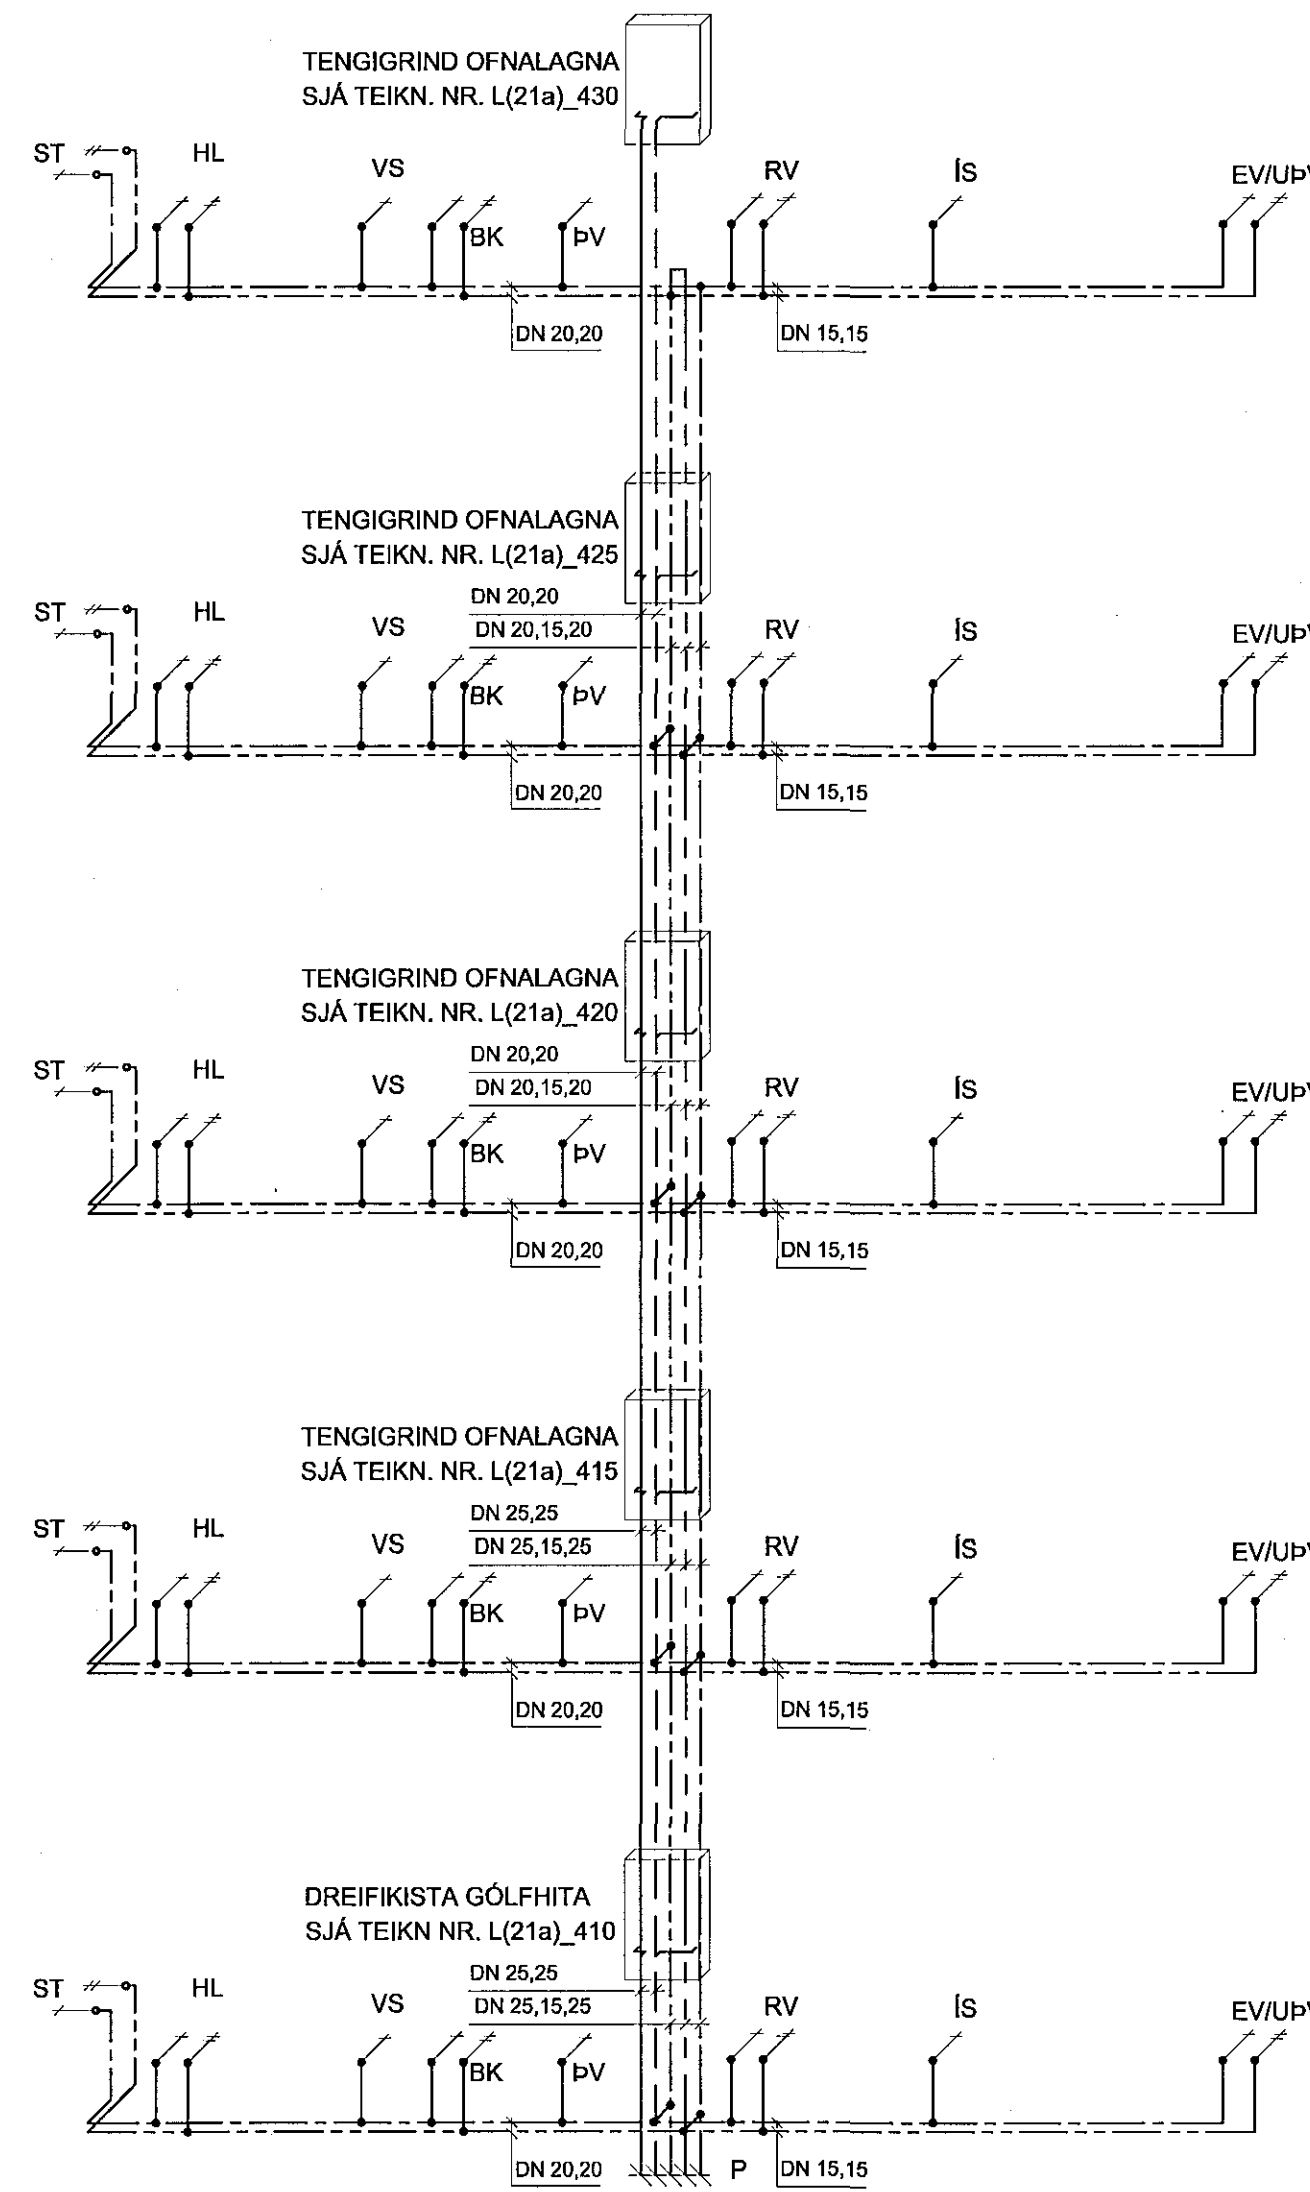 TENGIGRIND OFNALAGNA
SJÁ TEIKN. NR. L(21a)_430
ST
HL
VS
BK
ÞV
RV
ÍS
EV/UÞV
DN 20,20
DN 15,15
TENGIGRIND OFNALAGNA
SJÁ TEIKN. NR. L(21a)_425
DN 20,20
DN 20,15,20
ST
HL
VS
BK
ÞV
RV
ÍS
EV/UÞV
DN 20,20
DN 15,15
TENGIGRIND OFNALAGNA
SJÁ TEIKN. NR. L(21a)_420
DN 20,20
DN 20,15,20
ST
HL
VS
BK
ÞV
RV
ÍS
EV/UÞV
DN 20,20
DN 15,15
TENGIGRIND OFNALAGNA
SJÁ TEIKN. NR. L(21a)_415
DN 25,25
DN 25,15,25
ST
HL
VS
BK
ÞV
RV
ÍS
EV/UÞV
DN 20,20
DN 15,15
DREIFIKISTA GÓLFHITA
SJÁ TEIKN NR. L(21a)_410
DN 25,25
DN 25,15,25
ST
HL
VS
BK
ÞV
RV
ÍS
EV/UÞV
DN 20,20
P
DN 15,15